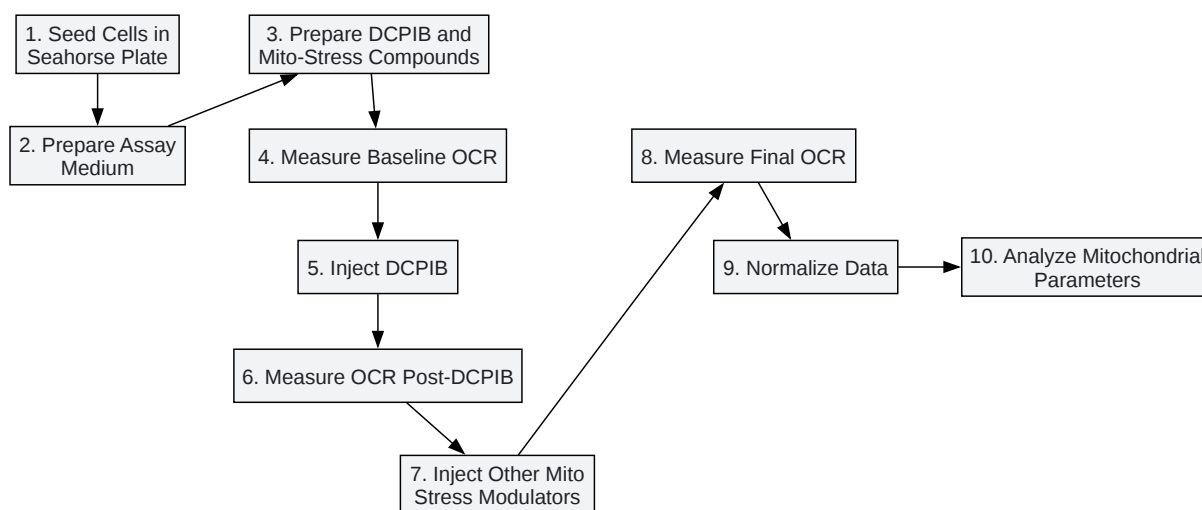 1. Seed Cells in
Seahorse Plate
2. Prepare Assay
Medium
3. Prepare DCPIB and
Mito-Stress Compounds
4. Measure Baseline OCR
5. Inject DCPIB
6. Measure OCR Post-DCPIB
7. Inject Other Mito
Stress Modulators
8. Measure Final OCR
9. Normalize Data
10. Analyze Mitochondrial
Parameters